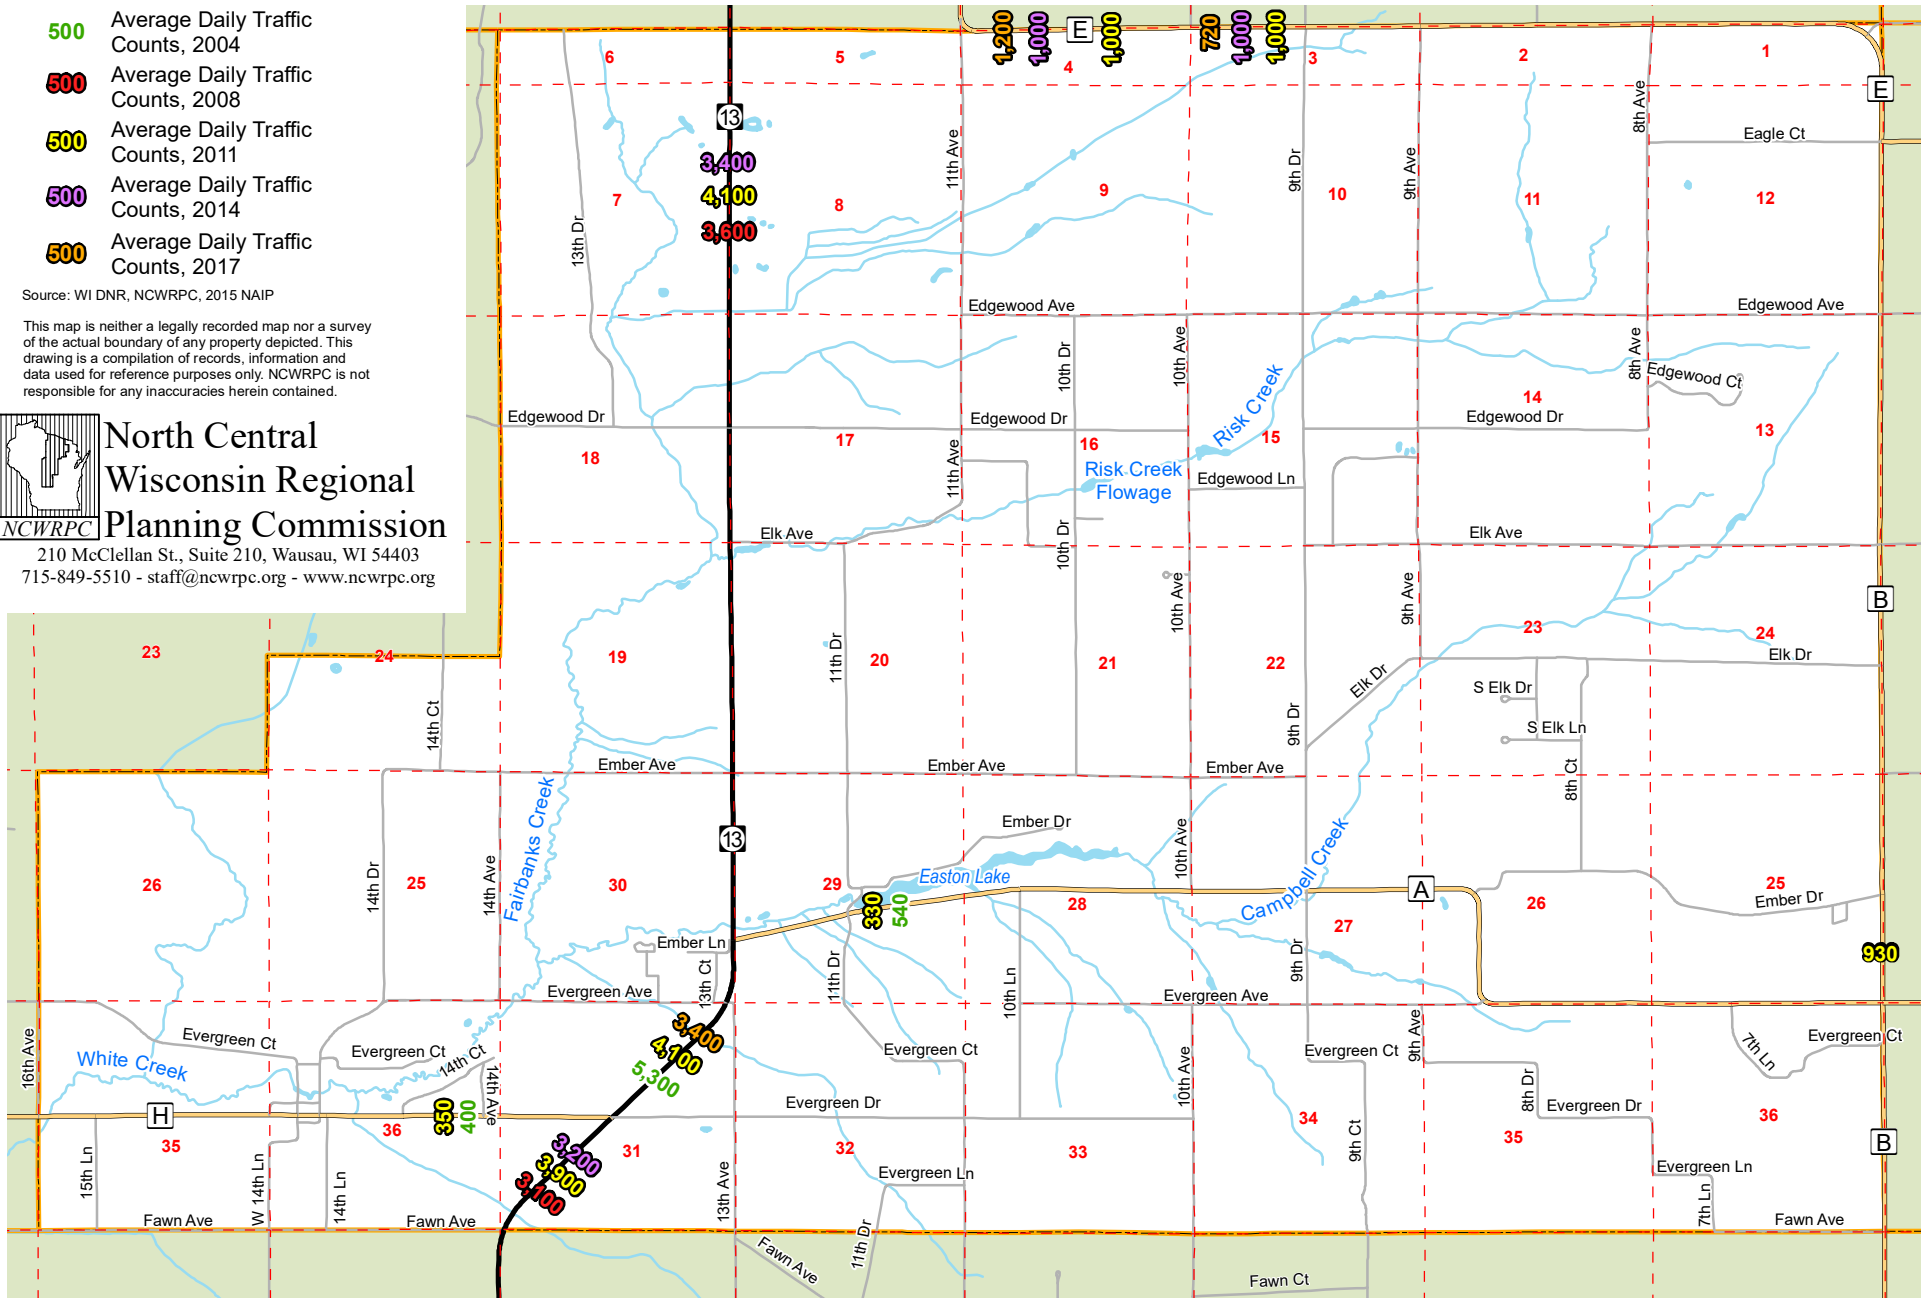 500 Average Daily Traffic
Counts, 2004
500 Average Daily Traffic
Counts, 2008
500 Average Daily Traffic
Counts, 2011
500 Average Daily Traffic
Counts, 2014
500 Average Daily Traffic
Counts, 2017
Source: WI DNR, NCWRPC, 2015 NAIP
This map is neither a legally recorded map nor a survey
of the actual boundary of any property depicted. This
drawing is a compilation of records, information and
data used for reference purposes only. NCWRPC is not
responsible for any inaccuracies herein contained.
NCWRPC
North Central
Wisconsin Regional
Planning Commission
210 McClellan St., Suite 210, Wausau, WI 54403
715-849-5510 - staff@ncwrpc.org - www.ncwrpc.org
1,200
1,000
E
1,000
720
1,000
1,000
6
5
4
3
2
1
E
13
8th Ave
Eagle Ct
11th Ave
9th Dr
9th Ave
3,400
4,100
3,600
7
8
9
10
11
12
13th Dr
Edgewood Ave
Edgewood Ave
10th Dr
10th Ave
8th Ave
Edgewood Ct
Risk Creek
14
Edgewood Dr
Edgewood Dr
Edgewood Dr
18
17
16
15
13
11th Ave
Risk Creek
Flowage
Edgewood Ln
Elk Ave
10th Dr
Elk Ave
10th Ave
9th Ave
B
23
24
19
11th Dr
20
21
22
23
24
Elk Dr
Elk Dr
S Elk Dr
14th Ct
9th Dr
S Elk Ln
Ember Ave
Ember Ave
Ember Ave
8th Ct
Fairbanks Creek
13
Ember Dr
10th Ave
Campbell Creek
26
14th Dr
25
14th Ave
30
29
Easton Lake
A
25
330
540
28
26
Ember Dr
27
Ember Ln
930
13th Ct
11th Dr
10th Ln
9th Dr
Evergreen Ave
Evergreen Ave
16th Ave
Evergreen Ct
White Creek
Evergreen Ct
14th Ct
3,400
4,100
5,300
Evergreen Ct
10th Ave
Evergreen Ct
9th Ave
7th Ln
Evergreen Ct
14th Ave
H
350
400
Evergreen Dr
8th Dr
Evergreen Dr
35
36
31
32
33
34
35
36
B
9th Ct
3,200
3,900
3,100
15th Ln
W 14th Ln
14th Ln
13th Ave
Evergreen Ln
Evergreen Ln
7th Ln
Fawn Ave
Fawn Ave
Fawn Ave
Fawn Ave
11th Dr
Fawn Ct